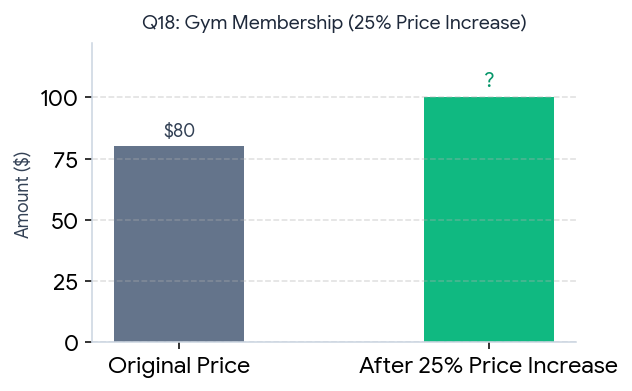 Q18: Gym Membership (25% Price Increase)
?
100
$80
75
Amount ($)
50
25
0
Original Price
After 25% Price Increase